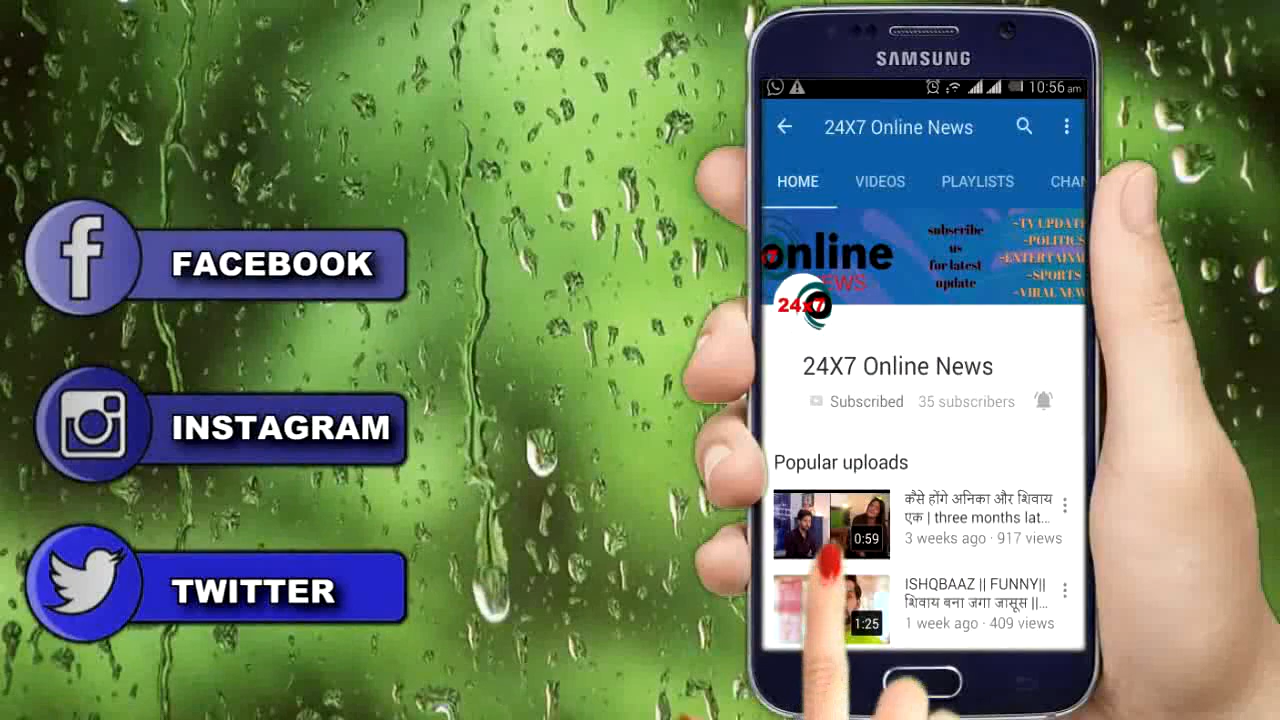 FACEBOOK
INSTAGRAM
TWITTER
SAMSUNG
10:56 am
24X7 Online News
HOME VIDEOS PLAYLISTS CHAN
online
NEWS
subscribe
us
for latest
update
~TV UPDATE
~POLITICS
~ENTERTAINM
~SPORTS
~VIRAL NEW
24x7
24X7 Online News
Subscribed 35 subscribers
Popular uploads
0:59
कैसे होंगे अनिका और शिवाय
एक | three months lat...
3 weeks ago · 917 views
1:25
ISHQBAAZ || FUNNY||
शिवाय बना जगा जासूस ||...
1 week ago · 409 views